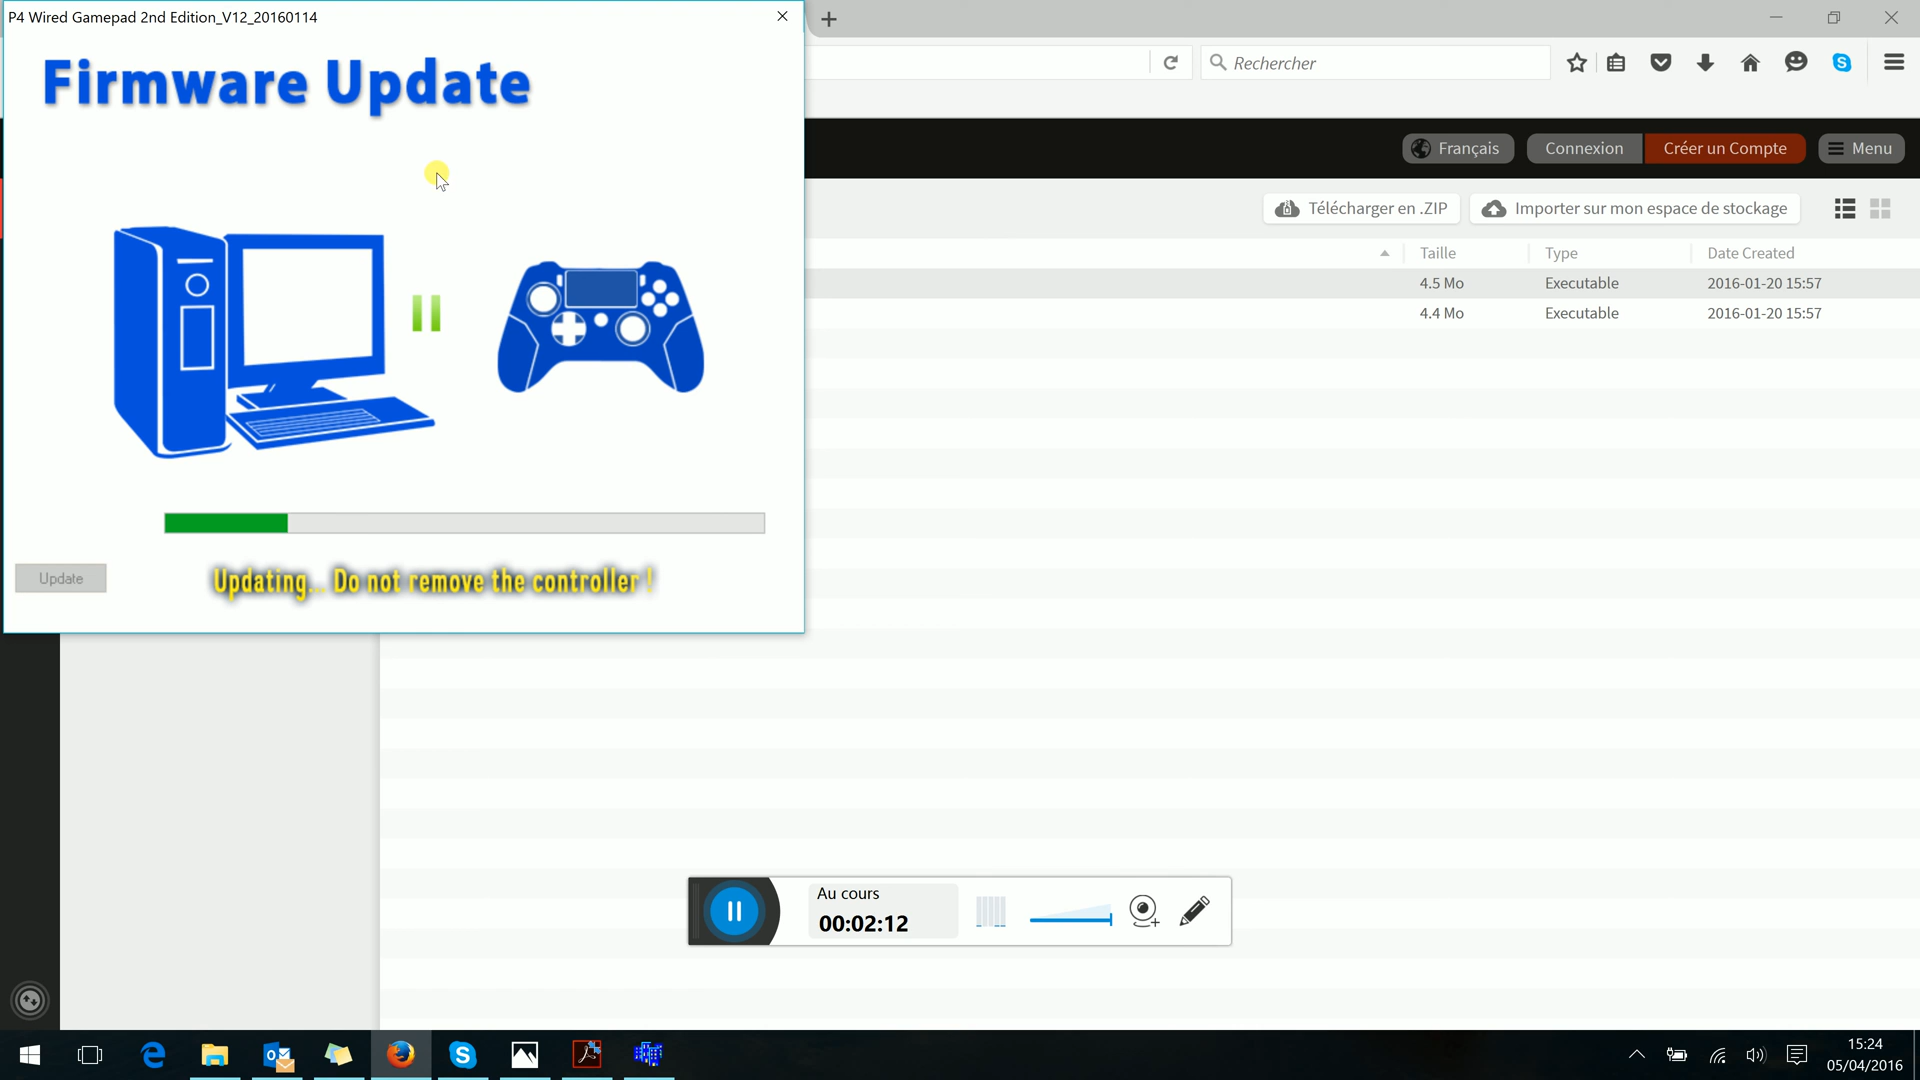 P4 Wired Gamepad 2nd Edition_V12_20160114
Firmware Update
Update
Updating... Do not remove the controller !
Rechercher
Français
Connexion
Créer un Compte
Menu
Télécharger en .ZIP
Importer sur mon espace de stockage
Taille
Type
Date Created
4.5 Mo
Executable
2016-01-20 15:57
4.4 Mo
Executable
2016-01-20 15:57
Au cours
00:02:12
15:24
05/04/2016